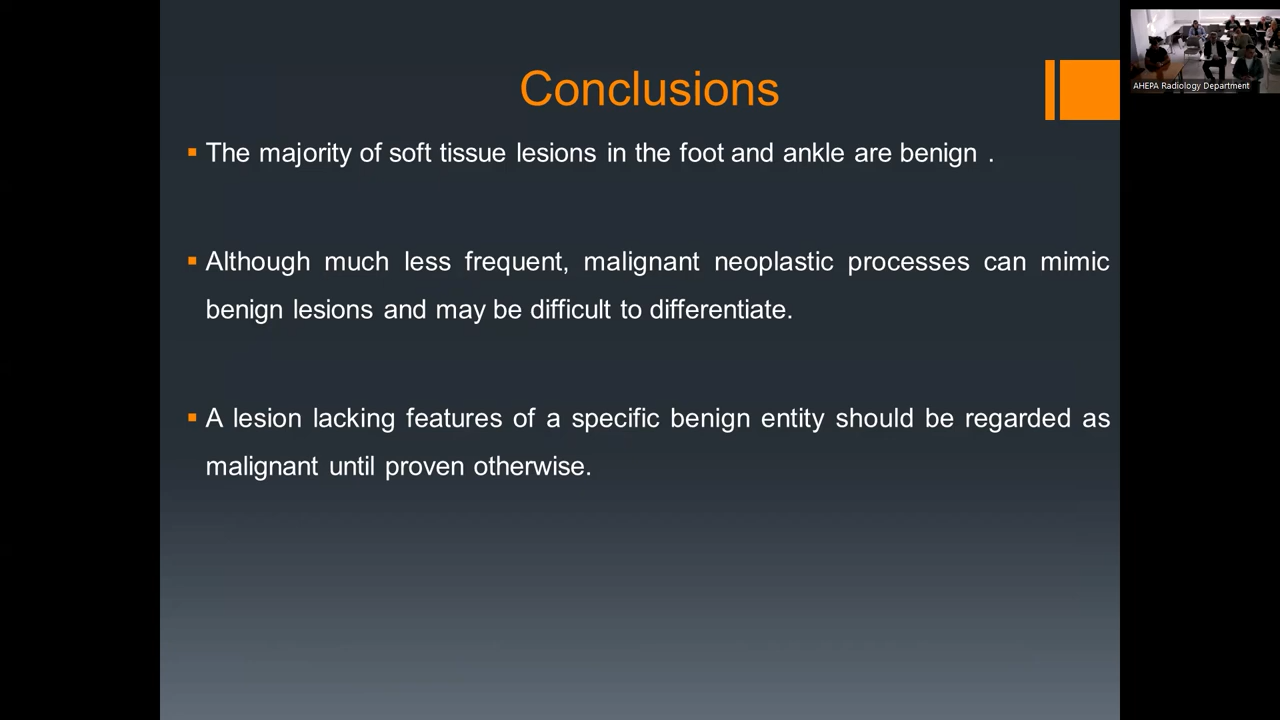 Conclusions
AHEPA Radiology Department
The majority of soft tissue lesions in the foot and ankle are benign .
Although much less frequent, malignant neoplastic processes can mimic
benign lesions and may be difficult to differentiate.
A lesion lacking features of a specific benign entity should be regarded as
malignant until proven otherwise.